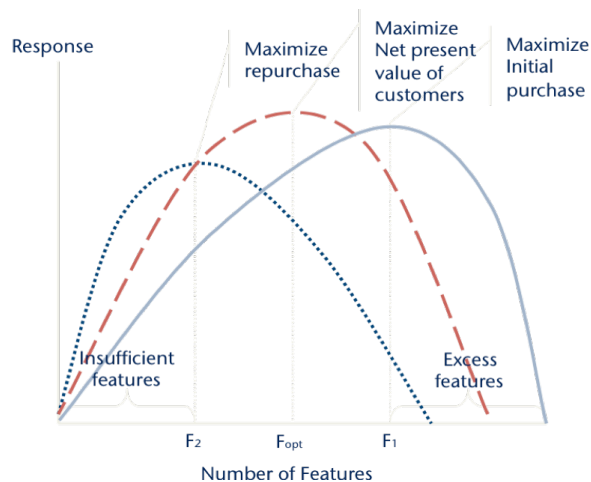 Response
Maximize
repurchase
Maximize
Net present
value of
customers
Maximize
Initial
purchase
Insufficient
features
Excess
features
F2
Fopt
F1
Number of Features